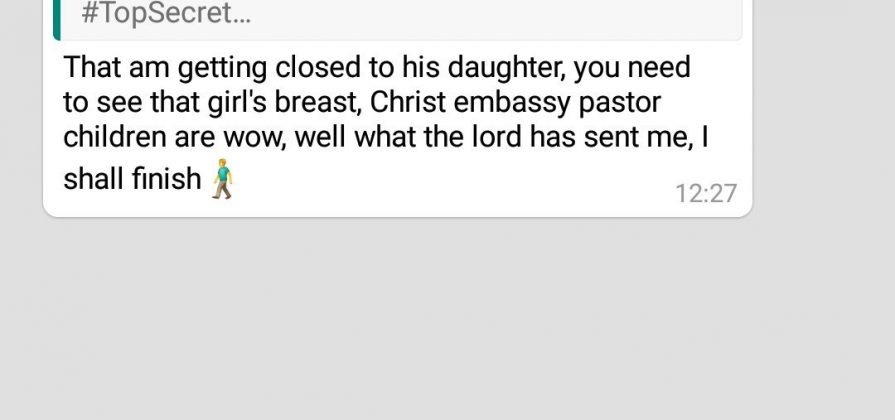 #TopSecret...
That am getting closed to his daughter, you need
to see that girl's breast, Christ embassy pastor
children are wow, well what the lord has sent me, I
shall finish 🚶‍♂️
12:27